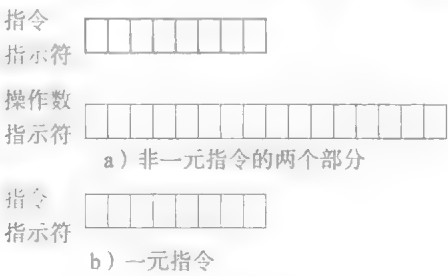 指令
指示符
操作数
指示符
a）非一元指令的两个部分
指令
指示符
b）一元指令